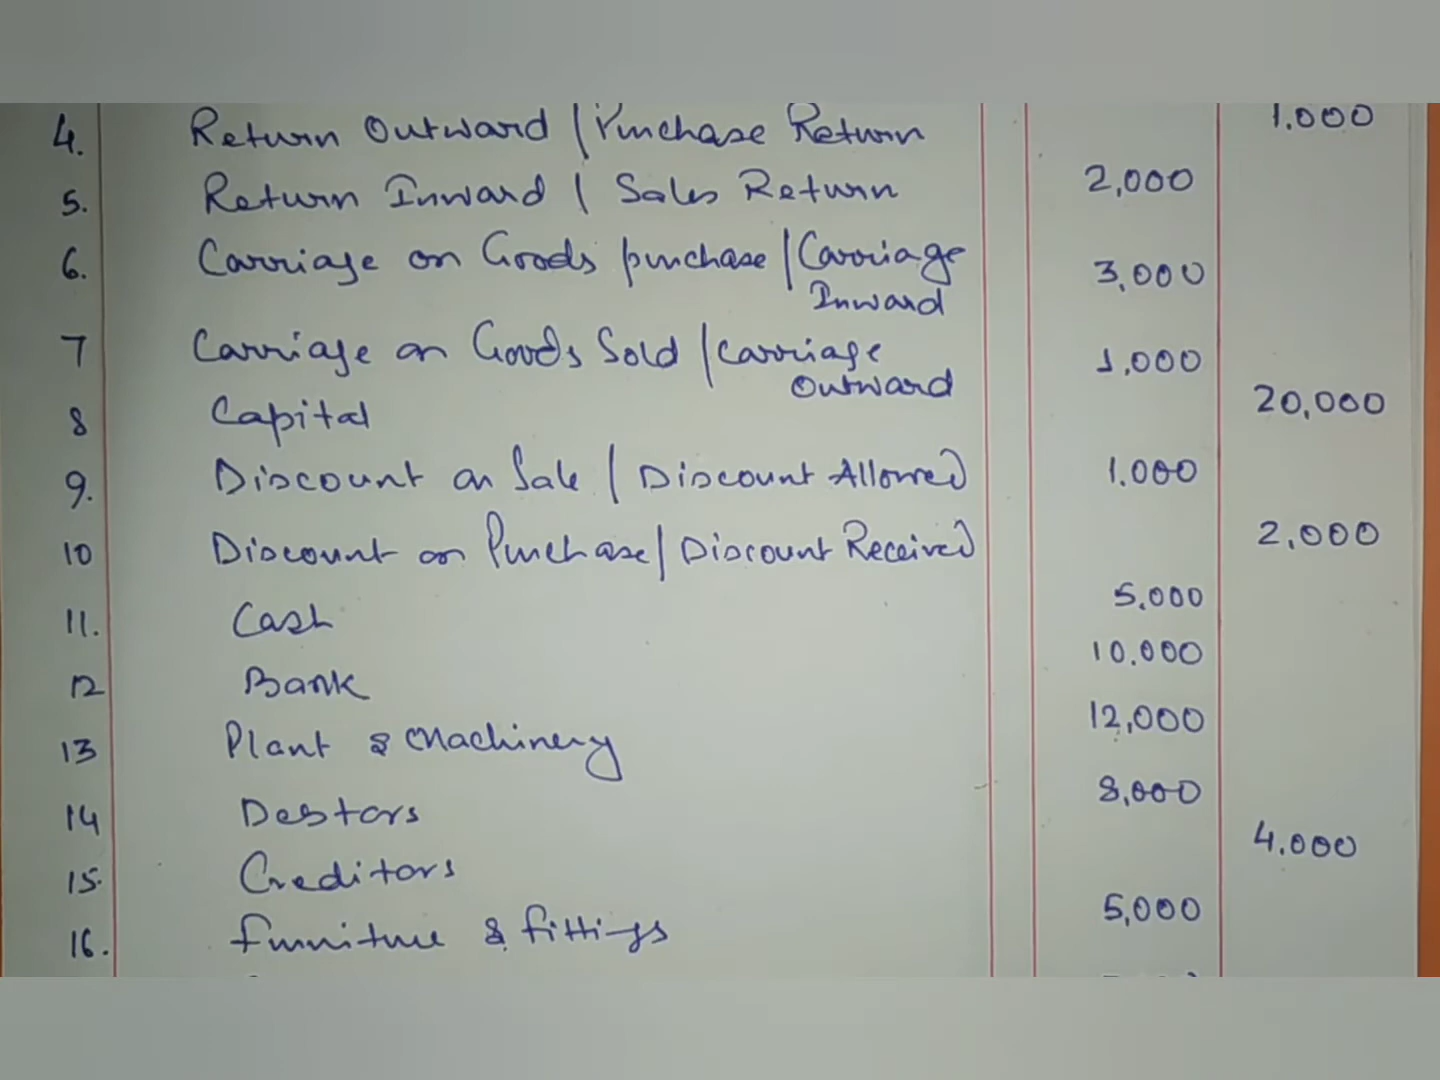 4. Return Outward / Purchase Return 1.000
5. Return Inward / Sales Return 2,000
6. Carriage on Goods purchase / Carriage 3,000
Inward
7 Carriage on Goods Sold / Carriage 1,000
Outward
8 Capital 20,000
9. Discount on Sale / Discount Allowed 1.000
10 Discount on Purchase / Discount Received 2,000
11. Cash 5,000
12 Bank 10.000
13 Plant & Machinery 12,000
14 Debtors 8,000
15. Creditors 4.000
16. furniture & fittings 5,000